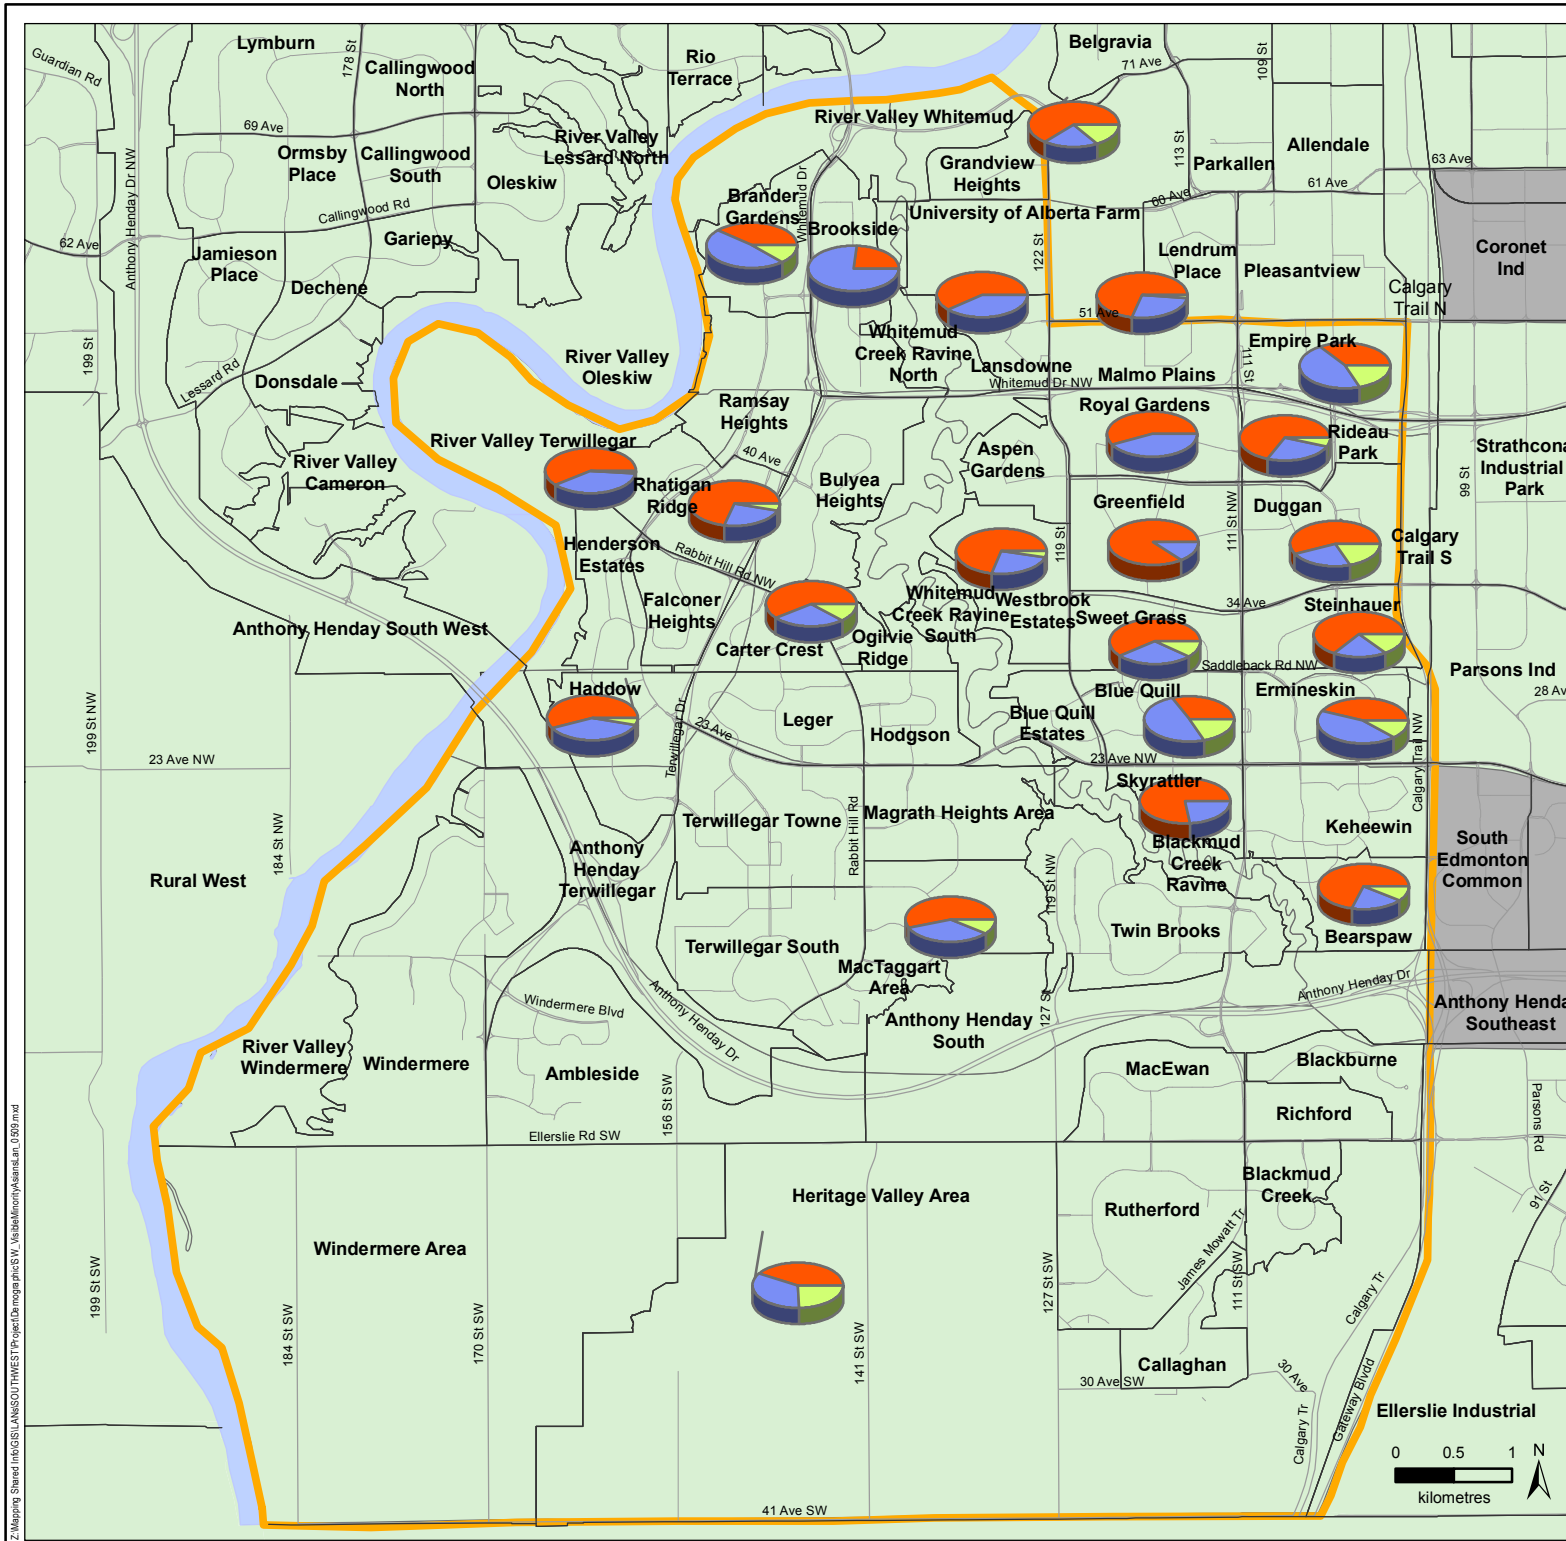 Lymburn
Callingwood
North
Rio
Terrace
Belgravia
Guardian Rd
178 St
71 Ave
109 St
69 Ave
River Valley
Lessard North
River Valley Whitemud
Ormsby
Place
Callingwood
South
Oleskiw
Grandview
Heights
113 St
Parkallen
Allendale
63 Ave
61 Ave
60 Ave
Anthony Henday Dr NW
Callingwood Rd
Brander
Gardens
Whitemud Dr
Brookside
University of Alberta Farm
62 Ave
Gariepy
Jamieson
Place
Dechene
122 St
Lendrum
Place
Pleasantview
Coronet
Ind
Calgary
Trail N
51 Ave
199 St
Lessard Rd
Donsdale
River Valley
Oleskiw
Whitemud
Creek Ravine
North
Lansdowne
Whitemud Dr NW
Malmo Plains
111 St
Empire Park
Ramsay
Heights
Royal Gardens
Rideau
Park
River Valley Terwillegar
River Valley
Cameron
40 Ave
Aspen
Gardens
Strathcona
Industrial
Park
99 St
Rhatigan
Ridge
Bulyea
Heights
Greenfield
111 St NW
Duggan
Calgary
Trail S
Henderson
Estates
Rabbit Hill Rd NW
119 St
Falconer
Heights
Whitemud
Creek Ravine
South
Westbrook
Estates
Sweet Grass
34 Ave
Steinhauer
Anthony Henday South West
Carter Crest
Ogilvie
Ridge
Saddleback Rd NW
Parsons Ind
28 Av
Haddow
Blue Quill
Ermineskin
199 St NW
Terwillegar Dr
23 Ave
Leger
Hodgson
Blue Quill
Estates
23 Ave NW
23 Ave NW
Calgary Trail NW
Skyrattler
184 St NW
Terwillegar Towne
Rabbit Hill Rd
Magrath Heights Area
Keheewin
Blackmud
Creek
Ravine
South
Edmonton
Common
Anthony
Henday
Terwillegar
Rural West
119 St NW
Twin Brooks
Bearspaw
Terwillegar South
MacTaggart
Area
Anthony Henday Dr
Anthony Henday Dr
127 St
Windermere Blvd
Anthony Henday
South
Anthony Henda
Southeast
River Valley
Windermere
Windermere
Ambleside
MacEwan
Blackburne
Richford
156 St SW
Ellerslie Rd SW
Parsons Rd
Heritage Valley Area
Blackmud
Creek
Rutherford
91 St
Windermere Area
James Mowatt Tr
199 St SW
184 St SW
170 St SW
141 St SW
127 St SW
111 St SW
Calgary Tr
Callaghan
30 Ave SW
30 Ave
Calgary Tr
Gateway Blvdd
Ellerslie Industrial
0 0.5 1
kilometres
N
41 Ave SW